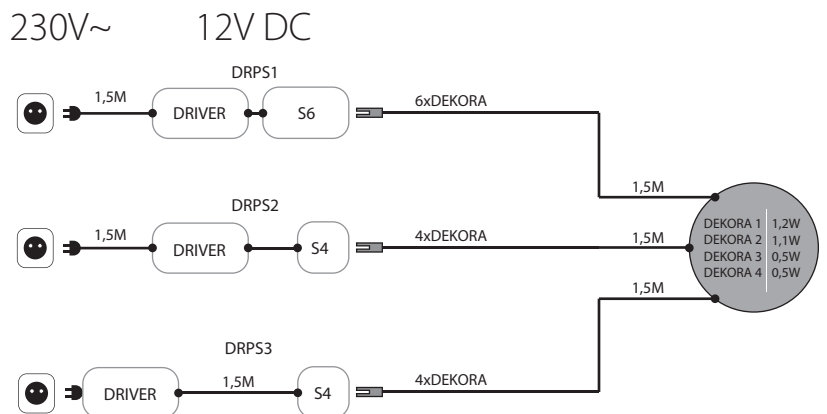 230V~ 12V DC
DRPS1
1,5M DRIVER S6 6xDEKORA
1,5M
DRPS2
1,5M DRIVER S4 4xDEKORA 1,5M
DEKORA 1 1,2W
DEKORA 2 1,1W
DEKORA 3 0,5W
DEKORA 4 0,5W
1,5M
DRPS3
DRIVER 1,5M S4 4xDEKORA